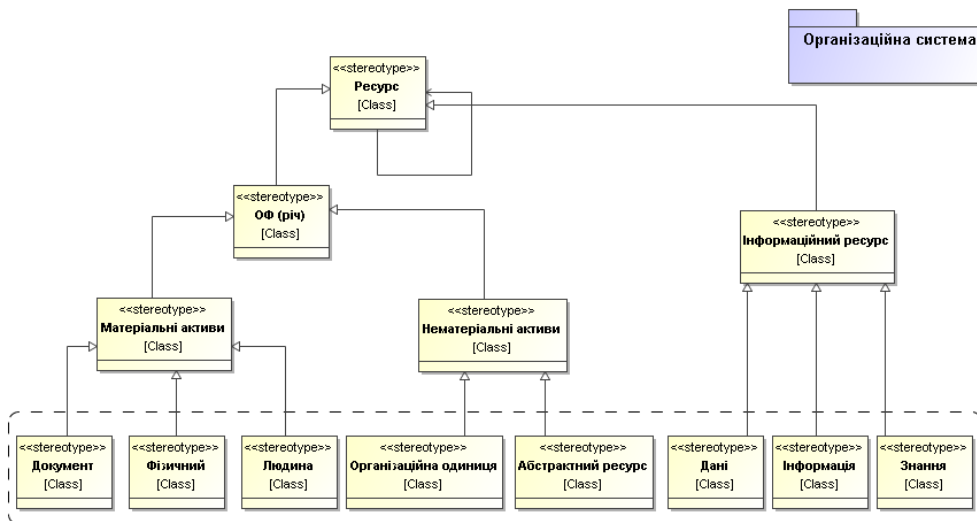 Організаційна система
<<stereotype>>
Ресурс
[Class]
<<stereotype>>
ОФ (річ)
[Class]
<<stereotype>>
Інформаційний ресурс
[Class]
<<stereotype>>
Матеріальні активи
[Class]
<<stereotype>>
Нематеріальні активи
[Class]
<<stereotype>>
Документ
[Class]
<<stereotype>>
Фізичний
[Class]
<<stereotype>>
Людина
[Class]
<<stereotype>>
Організаційна одиниця
[Class]
<<stereotype>>
Абстрактний ресурс
[Class]
<<stereotype>>
Дані
[Class]
<<stereotype>>
Інформація
[Class]
<<stereotype>>
Знання
[Class]